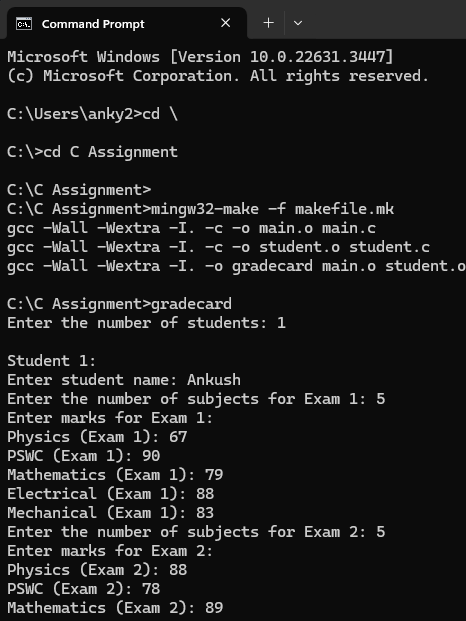 Command Prompt
Microsoft Windows [Version 10.0.22631.3447]
(c) Microsoft Corporation. All rights reserved.
C:\Users\anky2>cd \
C:\>cd C Assignment
C:\C Assignment>
C:\C Assignment>mingw32-make -f makefile.mk
gcc -Wall -Wextra -I. -c -o main.o main.c
gcc -Wall -Wextra -I. -c -o student.o student.c
gcc -Wall -Wextra -I. -o gradecard main.o student.o
C:\C Assignment>gradecard
Enter the number of students: 1
Student 1:
Enter student name: Ankush
Enter the number of subjects for Exam 1: 5
Enter marks for Exam 1:
Physics (Exam 1): 67
PSWC (Exam 1): 90
Mathematics (Exam 1): 79
Electrical (Exam 1): 88
Mechanical (Exam 1): 83
Enter the number of subjects for Exam 2: 5
Enter marks for Exam 2:
Physics (Exam 2): 88
PSWC (Exam 2): 78
Mathematics (Exam 2): 89